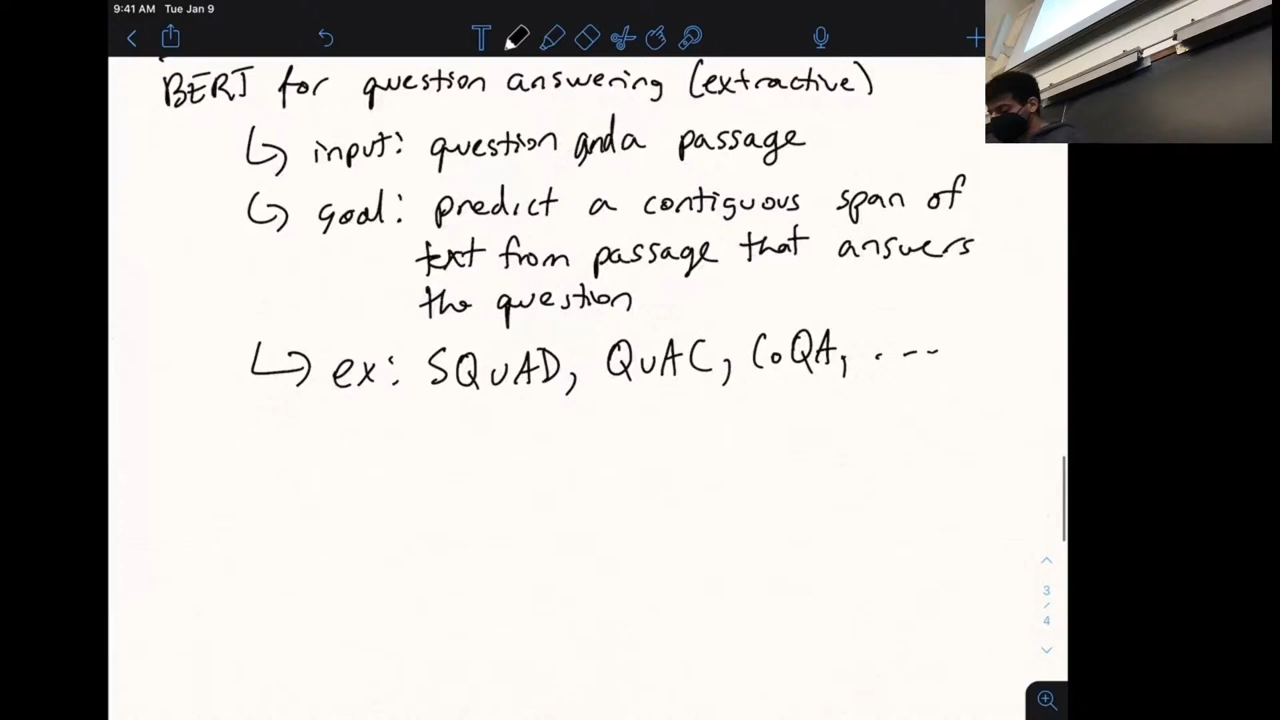 9:41 AM Tue Jan 9
BERT for question answering (extractive)
↳ input: question and a passage
↳ goal: predict a contiguous span of
text from passage that answers
the question
↳ ex: SQuAD, QuAC, CoQA, ....
3
/
4